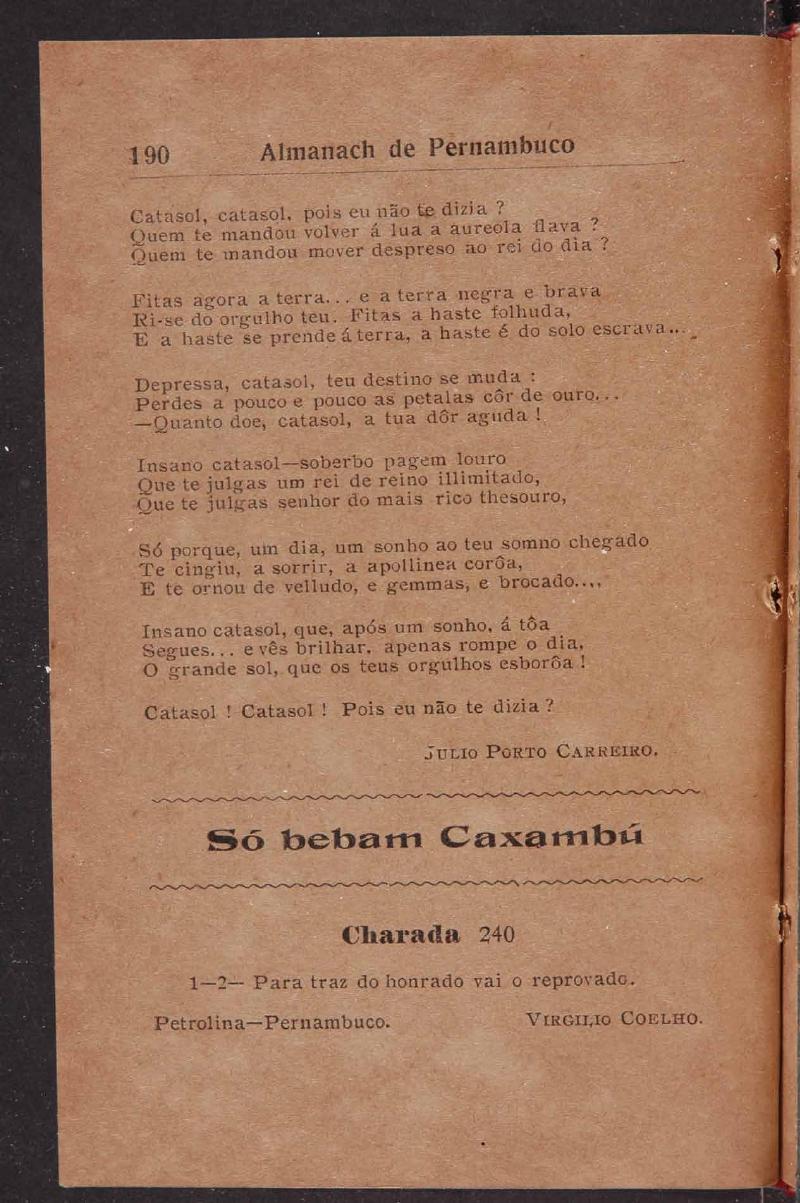 190 Almanach de Pernambuco
Catasol, catasol, pois eu não te dizia ?
Quem te mandou volver á lua a aureola flava ?
Quem te mandou mover despreso ao rei do dia ?
Fitas agora a terra... e a terra negra e brava
Ri-se do orgulho teu. Fitas a haste folhuda,
E a haste se prende á terra, a haste é do solo escrava...
Depressa, catasol, teu destino se muda :
Perdes a pouco e pouco as petalas côr de ouro...
—Quanto doe, catasol, a tua dôr aguda !
Insano catasol—soberbo pagem louro
Que te julgas um rei de reino illimitado,
Que te julgas senhor do mais rico thesouro,
Só porque, um dia, um sonho ao teu somno chegado
Te cingiu, a sorrir, a apollinea corôa,
E te ornou de velludo, e gemmas, e brocado....
Insano catasol, que, após um sonho, á tôa
Segues... e vês brilhar, apenas rompe o dia,
O grande sol, que os teus orgulhos esborôa !
Catasol ! Catasol ! Pois eu não te dizia ?
JULIO PORTO CARREIRO.
Só bebam Caxambú
Charada 240
1—2— Para traz do honrado vai o reprovado.
Petrolina—Pernambuco. VIRGILIO COELHO.